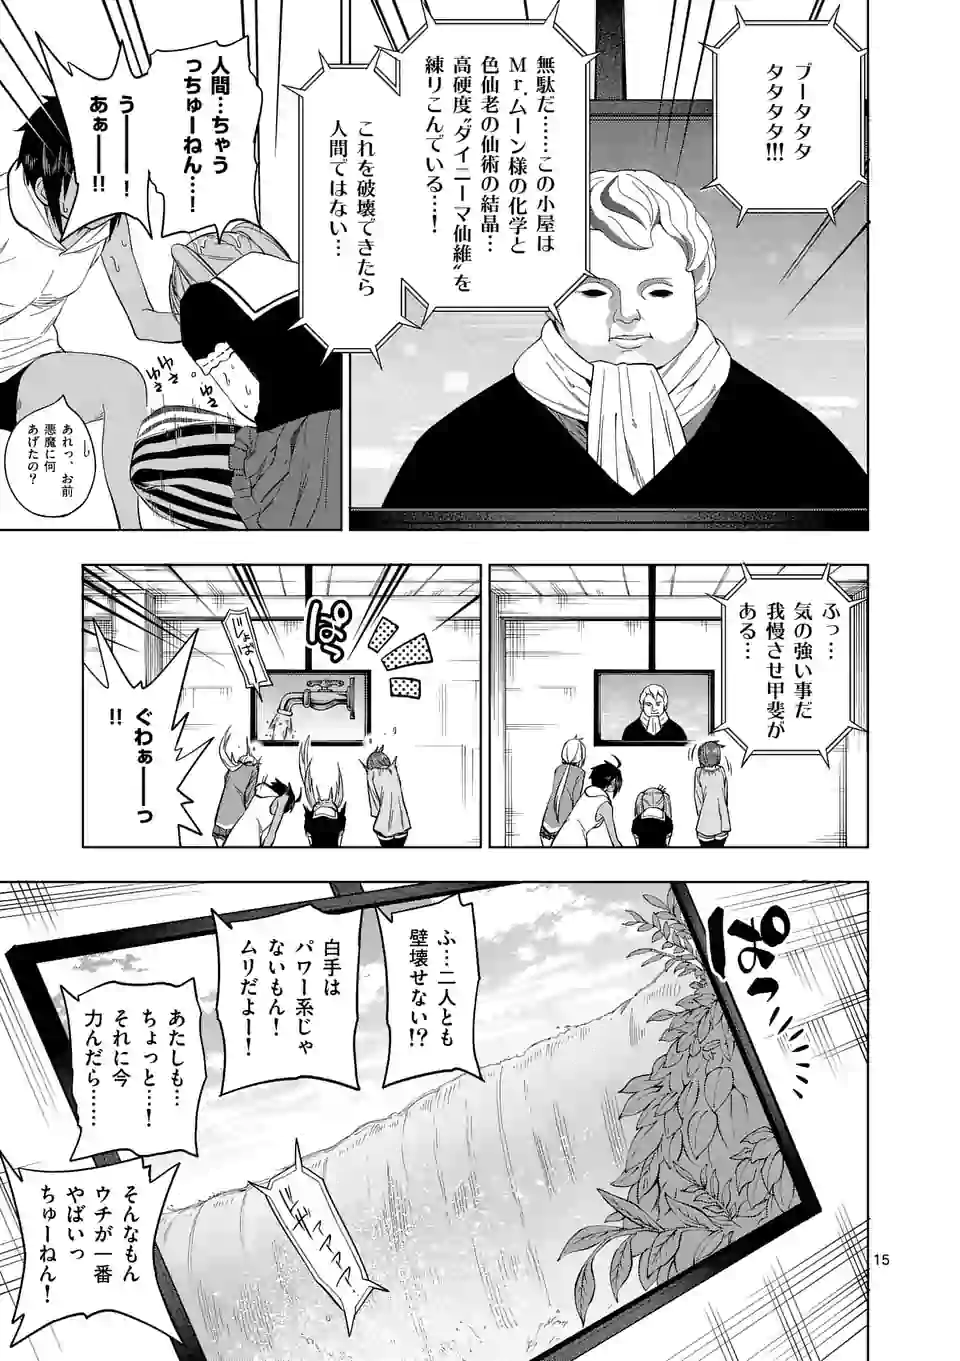 ブータタタ
タタタタ!!!
無駄だ……この小屋は
Mr.ムーン様の化学と
色仙老の仙術の結晶…
高硬度〝ダイニーマ仙維〟を
練りこんでいる…!
これを破壊できたら
人間ではない…
人間…ちゃう
っちゅーねん…!
うーー!
あぁーー!!
ゆさ
ゆさ
ゆさ
あれっ、お前
悪魔に何
あげたの?
ふっ…
気の強い事だ
我慢させ甲斐が
ある…
ぱっ
じょばー
ぐわぁーーっ
!!
ぱっ
ふ…二人とも
壁壊せない!?
白手は
パワー系じゃ
ないもん!
ムリだよー!
あたしも…
ちょっと…!
それに今
力んだら……
ドギァァァァ
そんなもん
ウチが一番
やばいっ
ちゅーねん!
15